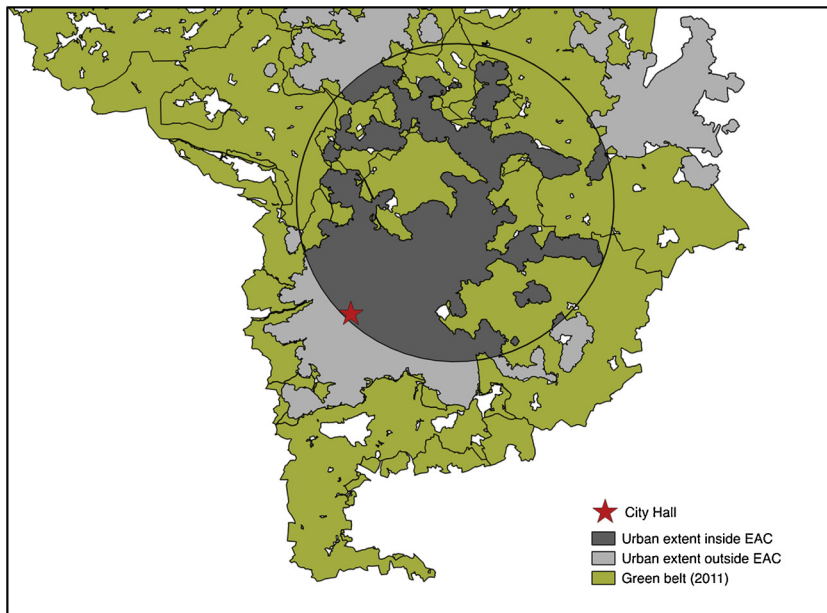 City Hall
Urban extent inside EAC
Urban extent outside EAC
Green belt (2011)